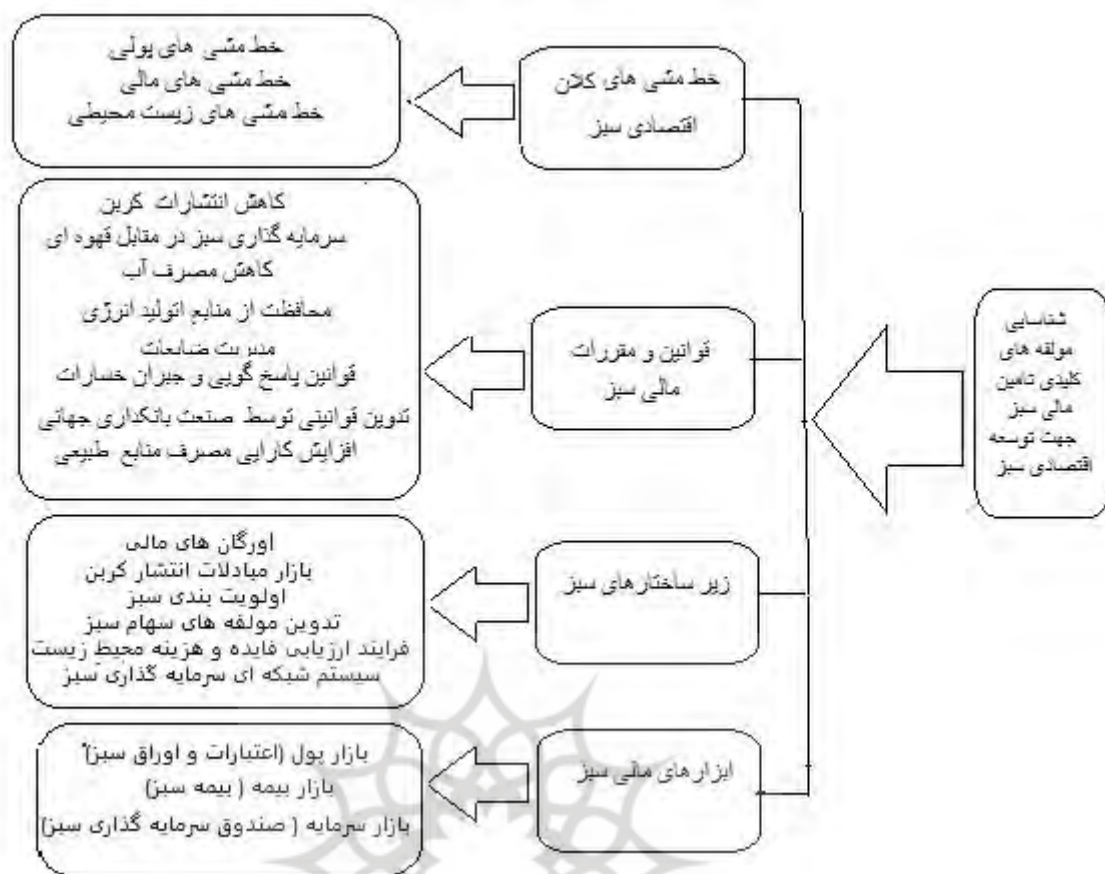 شناسایی
مولفه های
کلیدی تامین
مالی سبز
جهت توسعه
اقتصادی سبز
خط مشی های کلان
اقتصادی سبز
خط مشی های پولی
خط مشی های مالی
خط مشی های زیست محیطی
قوانین و مقررات
مالی سبز
کاهش انتشارات کربن
سرمایه گذاری سبز در مقابل قهوه ای
کاهش مصرف آب
محافظت از منابع اتولید انرژی
مدیریت ضایعات
قوانین پاسخ گویی و جبران خسارات
تدوین قوانینی توسط صنعت بانکداری جهانی
افزایش کارایی مصرف منابع طبیعی
زیر ساختارهای سبز
اورگان های مالی
بازار مبادلات انتشار کربن
اولویت بندی سبز
تدوین مولفه های سهام سبز
فرایند ارزیابی فایده و هزینه محیط زیست
سیستم شبکه ای سرمایه گذاری سبز
ابزارهای مالی سبز
بازار پول (اعتبارات و اوراق سبز)
بازار بیمه ( بیمه سبز)
بازار سرمایه ( صندوق سرمایه گذاری سبز)